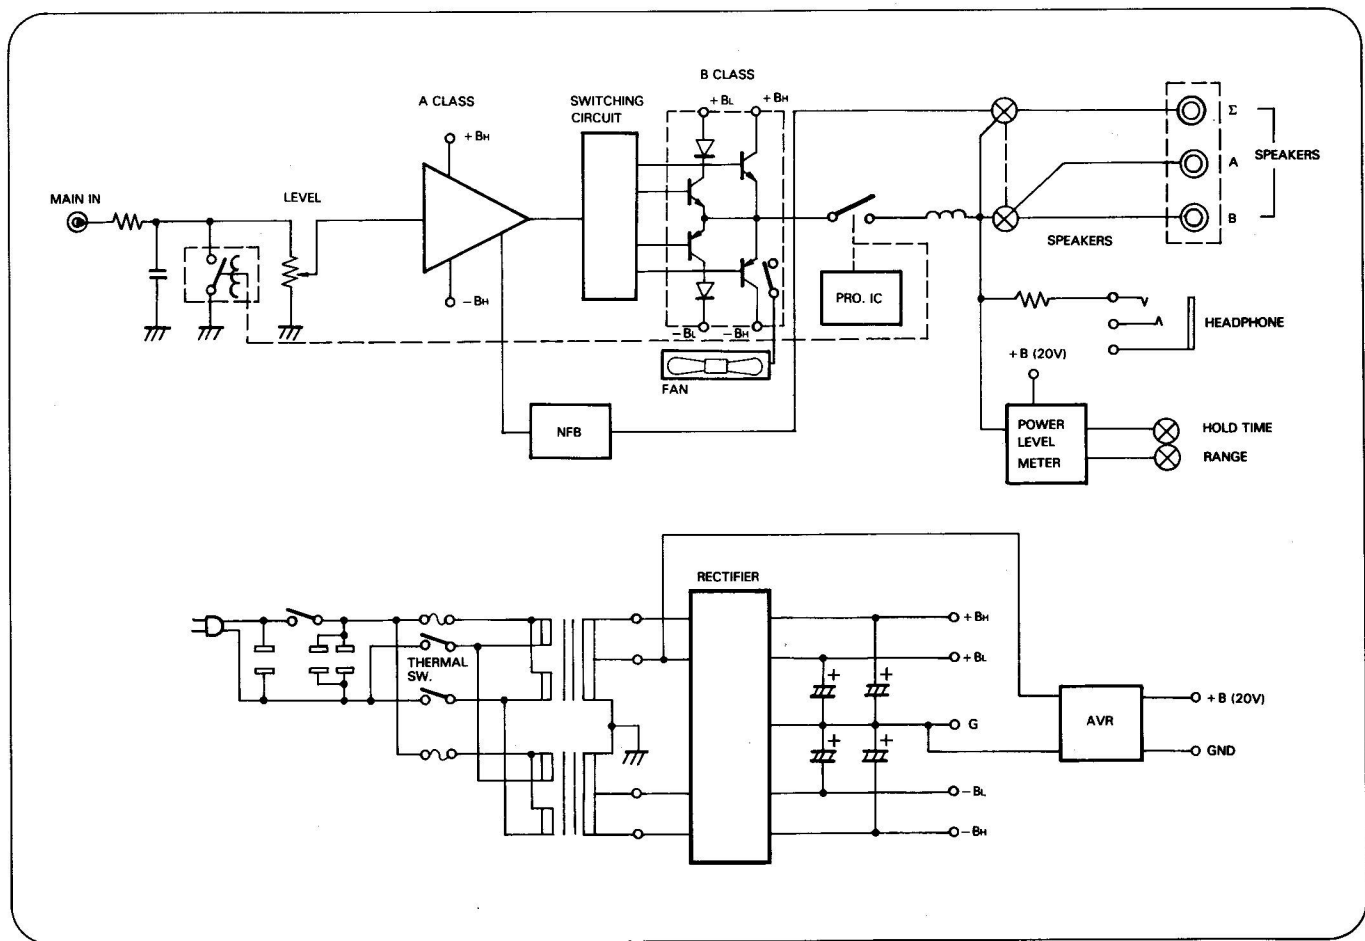 B CLASS
A CLASS
SWITCHING
CIRCUIT
+BL
+BH
+BH
Σ
MAIN IN
LEVEL
A
SPEAKERS
B
SPEAKERS
-BH
PRO. IC
-BL
-BH
HEADPHONE
FAN
+B (20V)
NFB
POWER
LEVEL
METER
HOLD TIME
RANGE
RECTIFIER
+BH
THERMAL
SW.
+BL
+
+
G
AVR
+B (20V)
+
+
GND
-BL
-BH